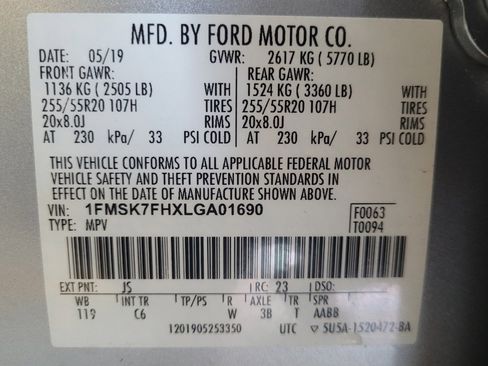 MFD. BY FORD MOTOR CO.
DATE: 05/19 GVWR: 2617 KG ( 5770 LB)
FRONT GAWR: REAR GAWR:
1136 KG ( 2505 LB) WITH 1524 KG ( 3360 LB) WITH
255/55R20 107H TIRES 255/55R20 107H TIRES
20x8.0J RIMS 20x8.0J RIMS
AT 230 kPa/ 33 PSI COLD AT 230 kPa/ 33 PSI COLD
THIS VEHICLE CONFORMS TO ALL APPLICABLE FEDERAL MOTOR
VEHICLE SAFETY AND THEFT PREVENTION STANDARDS IN
EFFECT ON THE DATE OF MANUFACTURE SHOWN ABOVE.
VIN: 1FMSK7FHXLGA01690 F0063
TYPE: MPV T0094
EXT PNT: JS RC: 23 DSO:
WB INT TR TP/PS R AXLE TR SPR
119 C6 W 3B T AABB
1201905253350 UTC 5U5A-1520472-BA